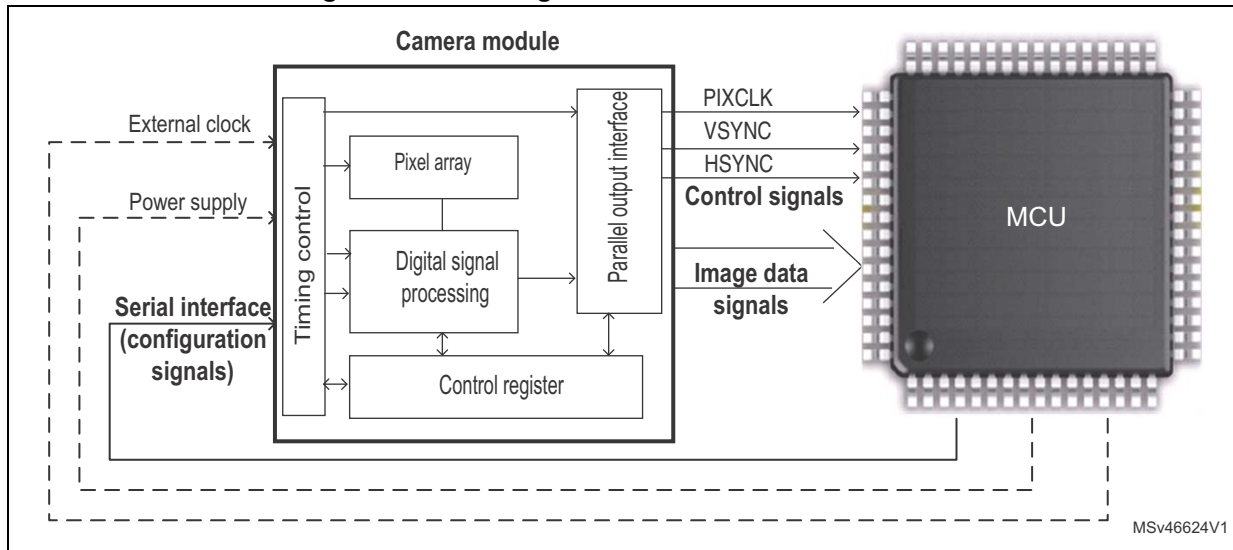 Camera module
External clock
Power supply
Serial interface
(configuration
signals)
Timing control
Pixel array
Digital signal
processing
Control register
Parallel output interface
PIXCLK
VSYNC
HSYNC
Control signals
Image data
signals
MCU
MSv46624V1